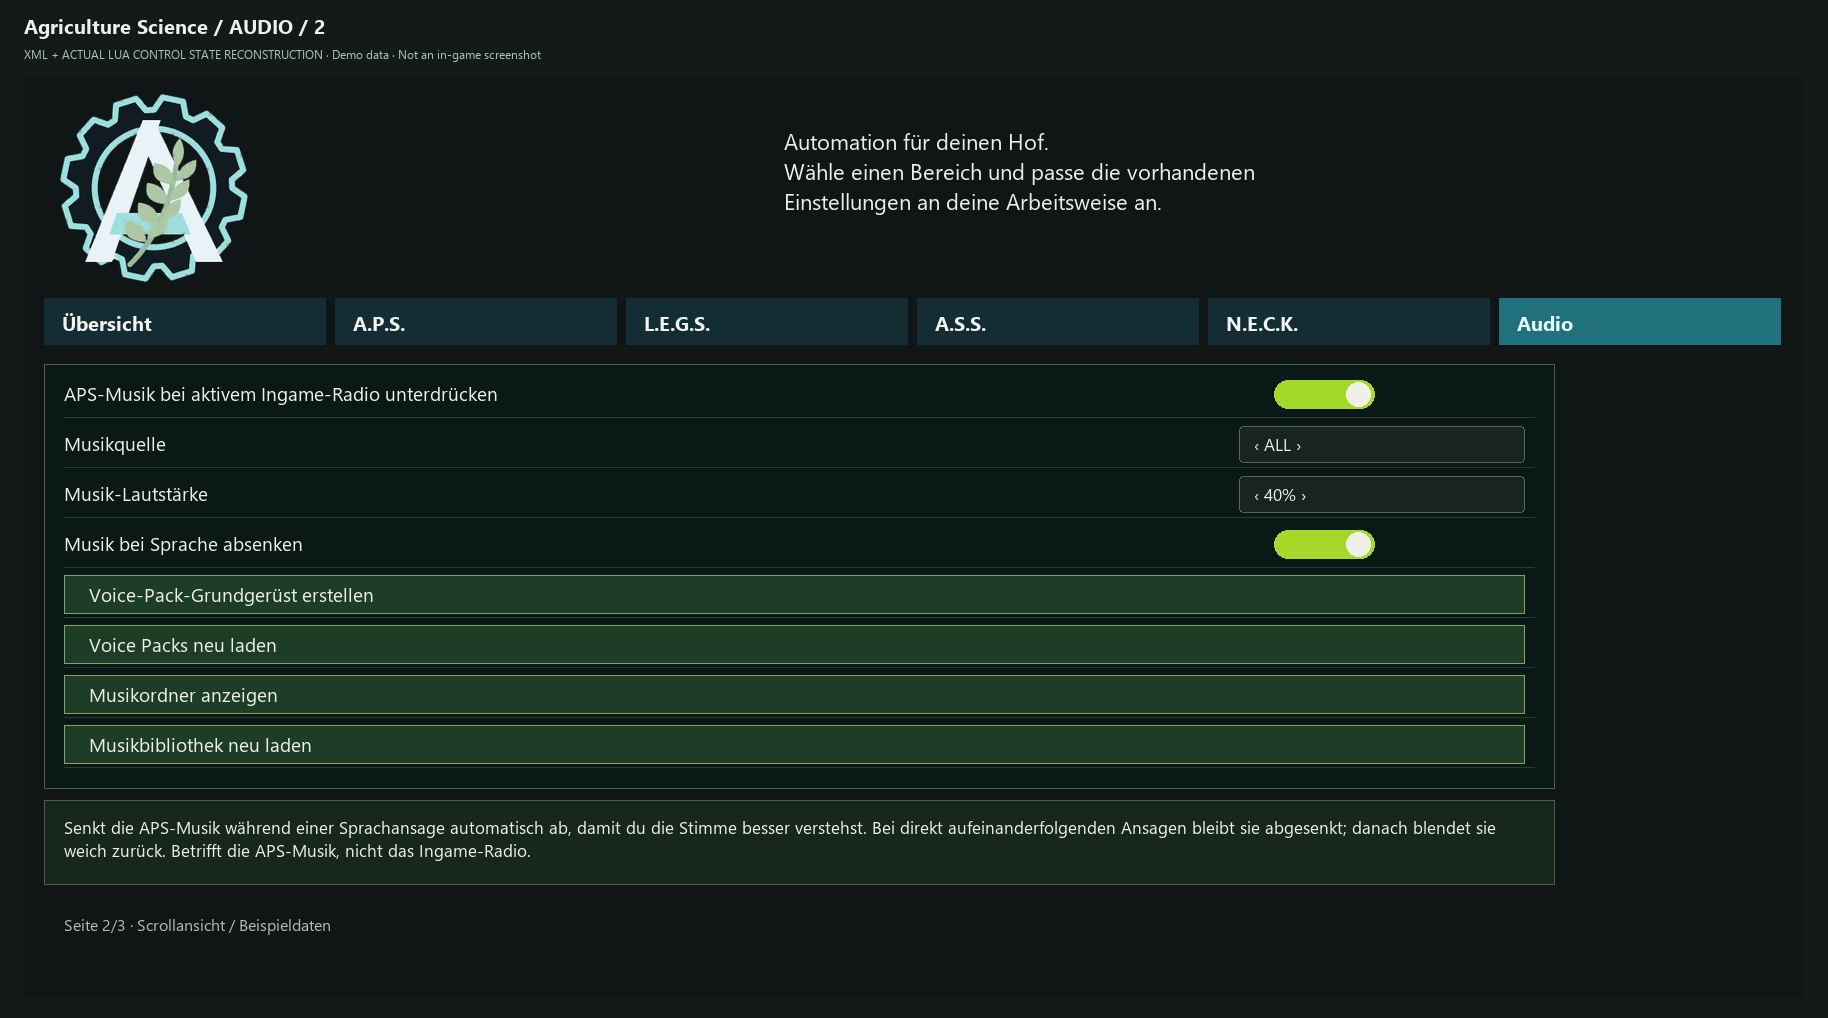 Agriculture Science / AUDIO / 2
XML + ACTUAL LUA CONTROL STATE RECONSTRUCTION · Demo data · Not an in-game screenshot
A
Automation für deinen Hof.
Wähle einen Bereich und passe die vorhandenen
Einstellungen an deine Arbeitsweise an.
Übersicht
A.P.S.
L.E.G.S.
A.S.S.
N.E.C.K.
Audio
APS-Musik bei aktivem Ingame-Radio unterdrücken
Musikquelle
‹ ALL ›
Musik-Lautstärke
‹ 40% ›
Musik bei Sprache absenken
Voice-Pack-Grundgerüst erstellen
Voice Packs neu laden
Musikordner anzeigen
Musikbibliothek neu laden
Senkt die APS-Musik während einer Sprachansage automatisch ab, damit du die Stimme besser verstehst. Bei direkt aufeinanderfolgenden Ansagen bleibt sie abgesenkt; danach blendet sie
weich zurück. Betrifft die APS-Musik, nicht das Ingame-Radio.
Seite 2/3 · Scrollansicht / Beispieldaten